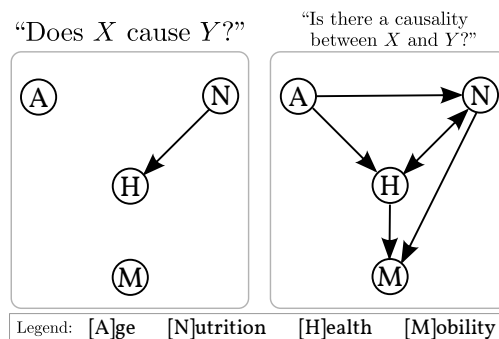 “Does X cause Y?”
“Is there a causality
between X and Y?”
A
N
H
M
A
N
H
M
Legend: [A]ge [N]utrition [H]ealth [M]obility